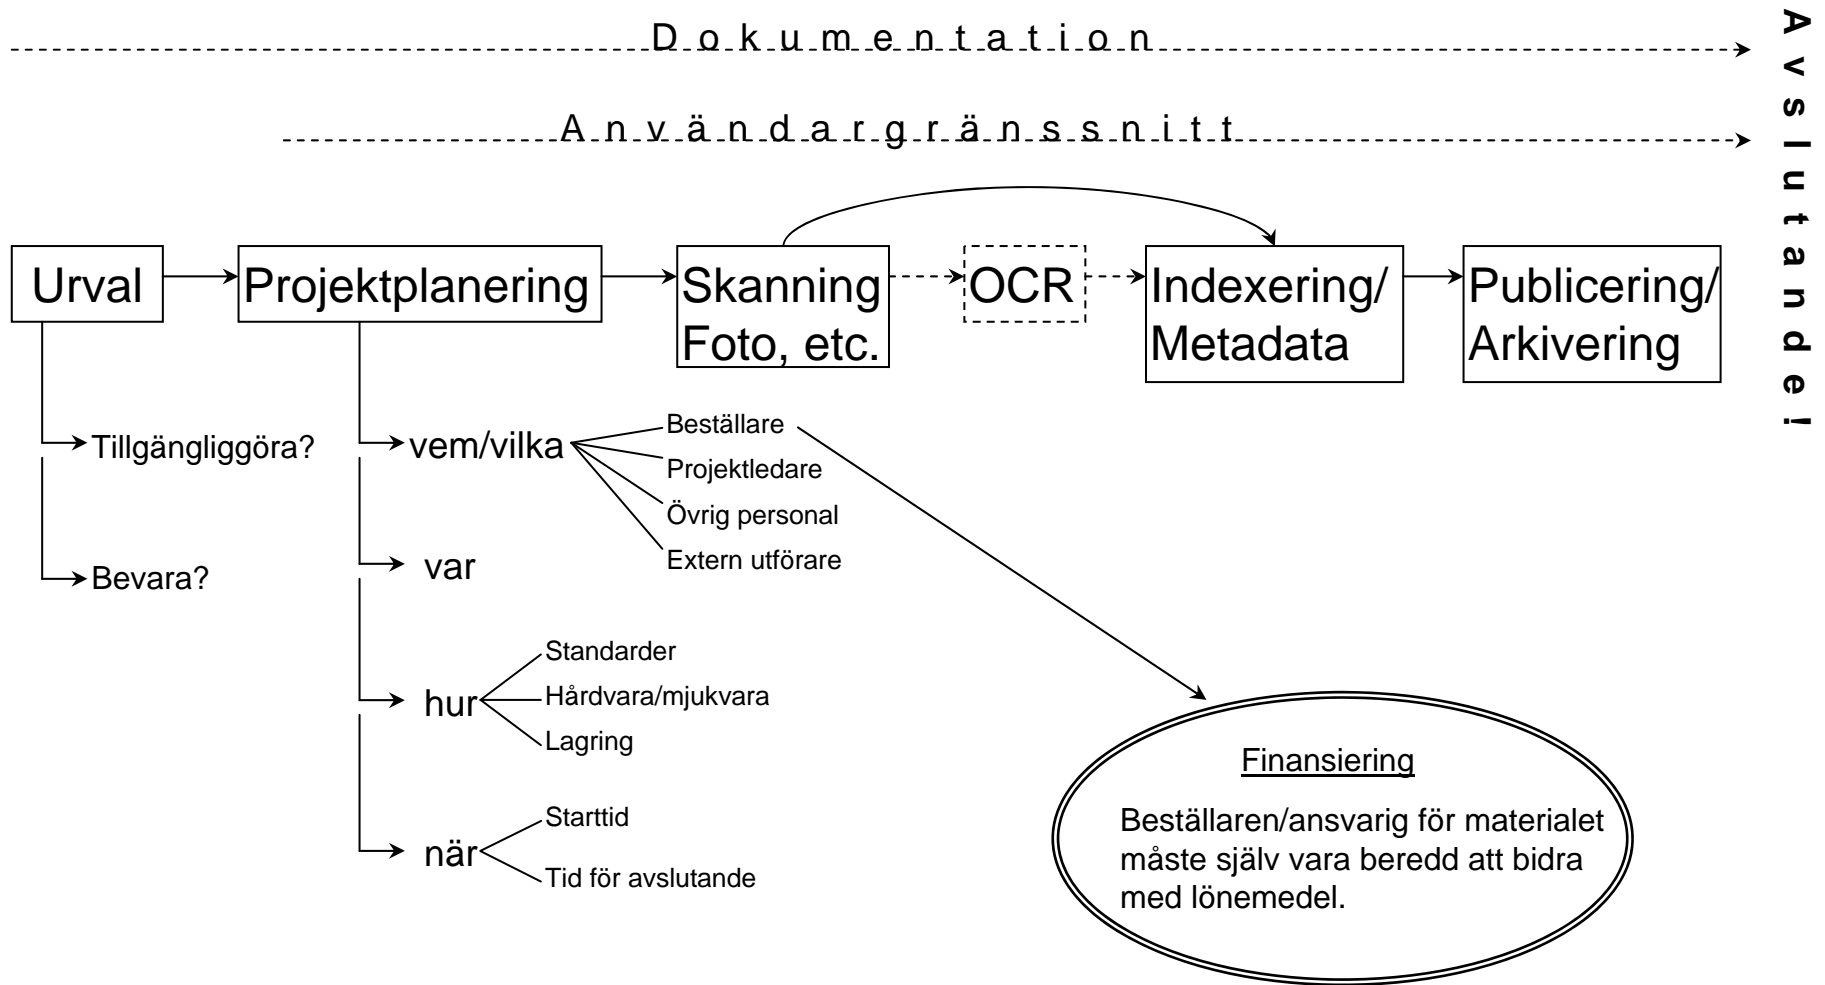 Dokumentation
Användargränssnitt
Avslutande!
Urval
Projektplanering
Skanning
Foto, etc.
OCR
Indexering/
Metadata
Publicering/
Arkivering
Tillgängliggöra?
Bevara?
vem/vilka
Beställare
Projektledare
Övrig personal
Extern utförare
var
hur
Standarder
Hårdvara/mjukvara
Lagring
när
Starttid
Tid för avslutande
Finansiering
Beställaren/ansvarig för materialet
måste själv vara beredd att bidra
med lönemedel.